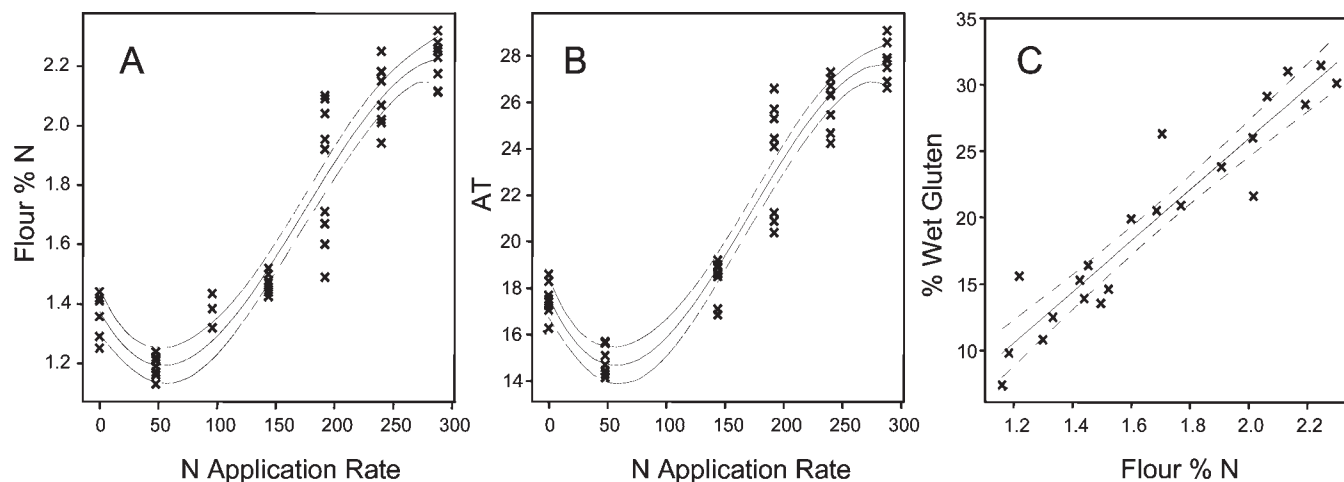 A
Flour % N
2.2
2.0
1.8
1.6
1.4
1.2
0 50 100 150 200 250 300
N Application Rate
B
AT
28
26
24
22
20
18
16
14
0 50 100 150 200 250 300
N Application Rate
C
% Wet Gluten
35
30
25
20
15
10
1.2 1.4 1.6 1.8 2.0 2.2
Flour % N